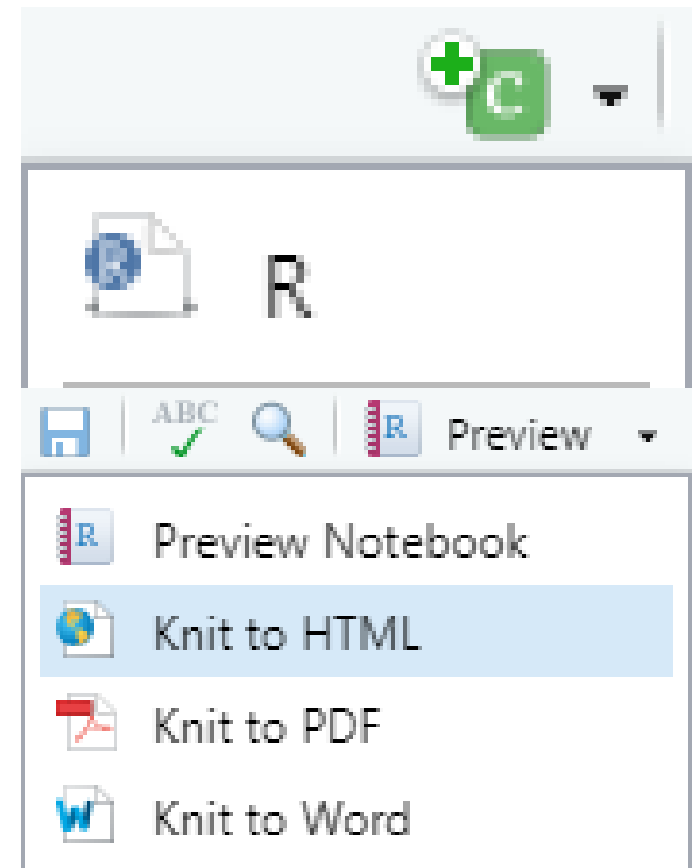 C
R R
ABC R Preview
R Preview Notebook
Knit to HTML
Knit to PDF
W Knit to Word